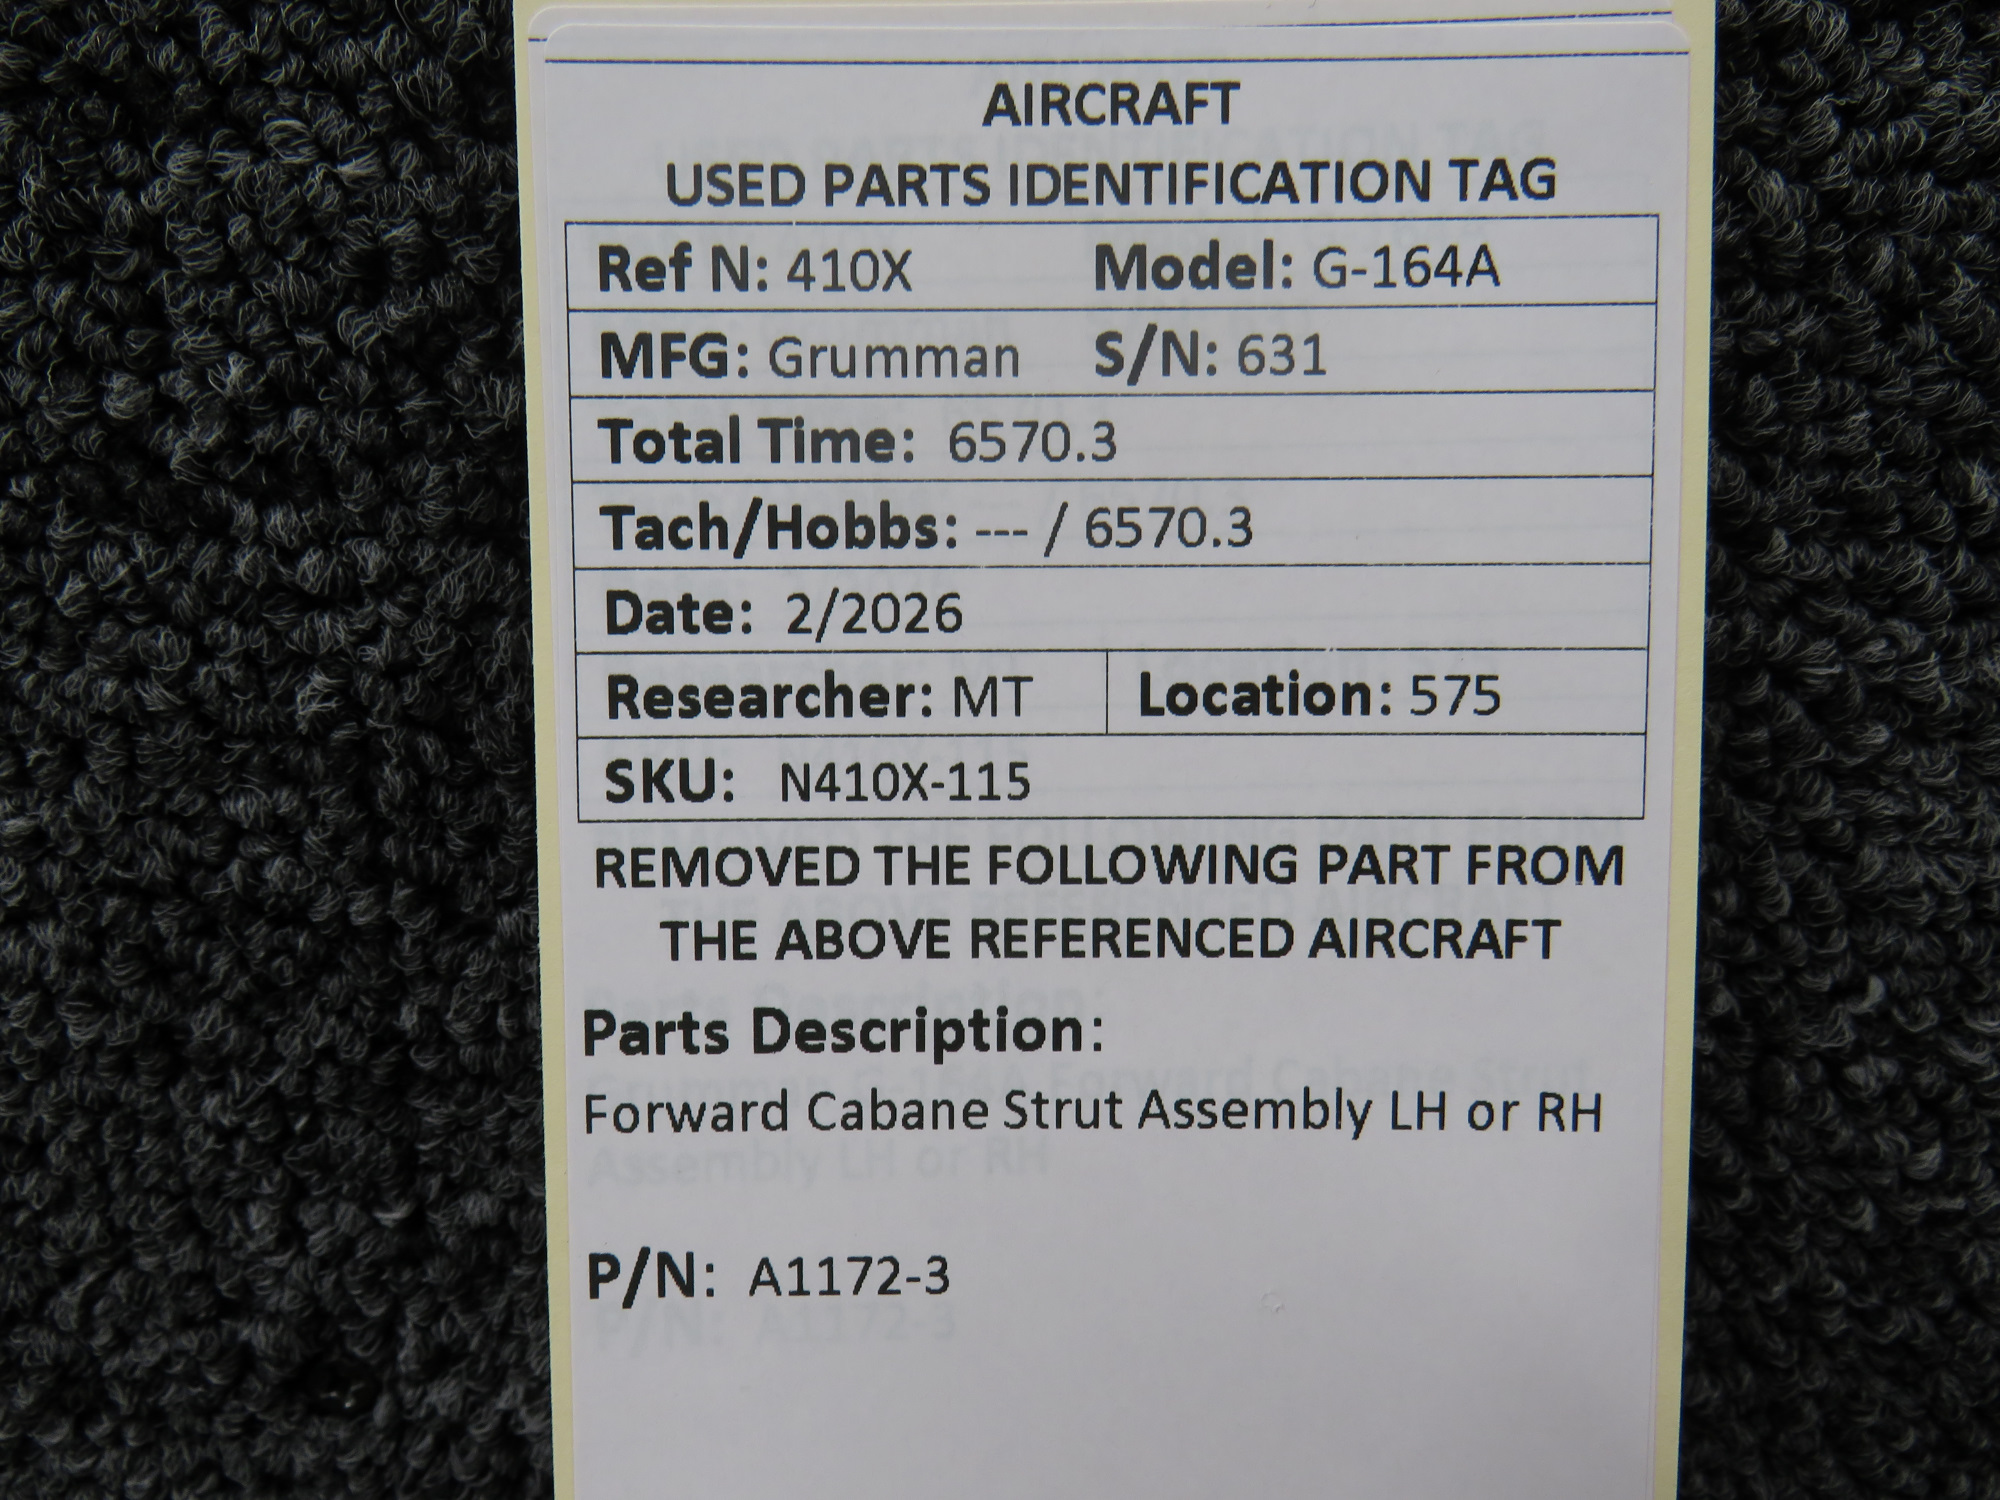 AIRCRAFT
USED PARTS IDENTIFICATION TAG
Ref N: 410X Model: G-164A
MFG: Grumman S/N: 631
Total Time: 6570.3
Tach/Hobbs: --- / 6570.3
Date: 2/2026
Researcher: MT Location: 575
SKU: N410X-115
REMOVED THE FOLLOWING PART FROM
THE ABOVE REFERENCED AIRCRAFT
Parts Description:
Forward Cabane Strut Assembly LH or RH
P/N: A1172-3